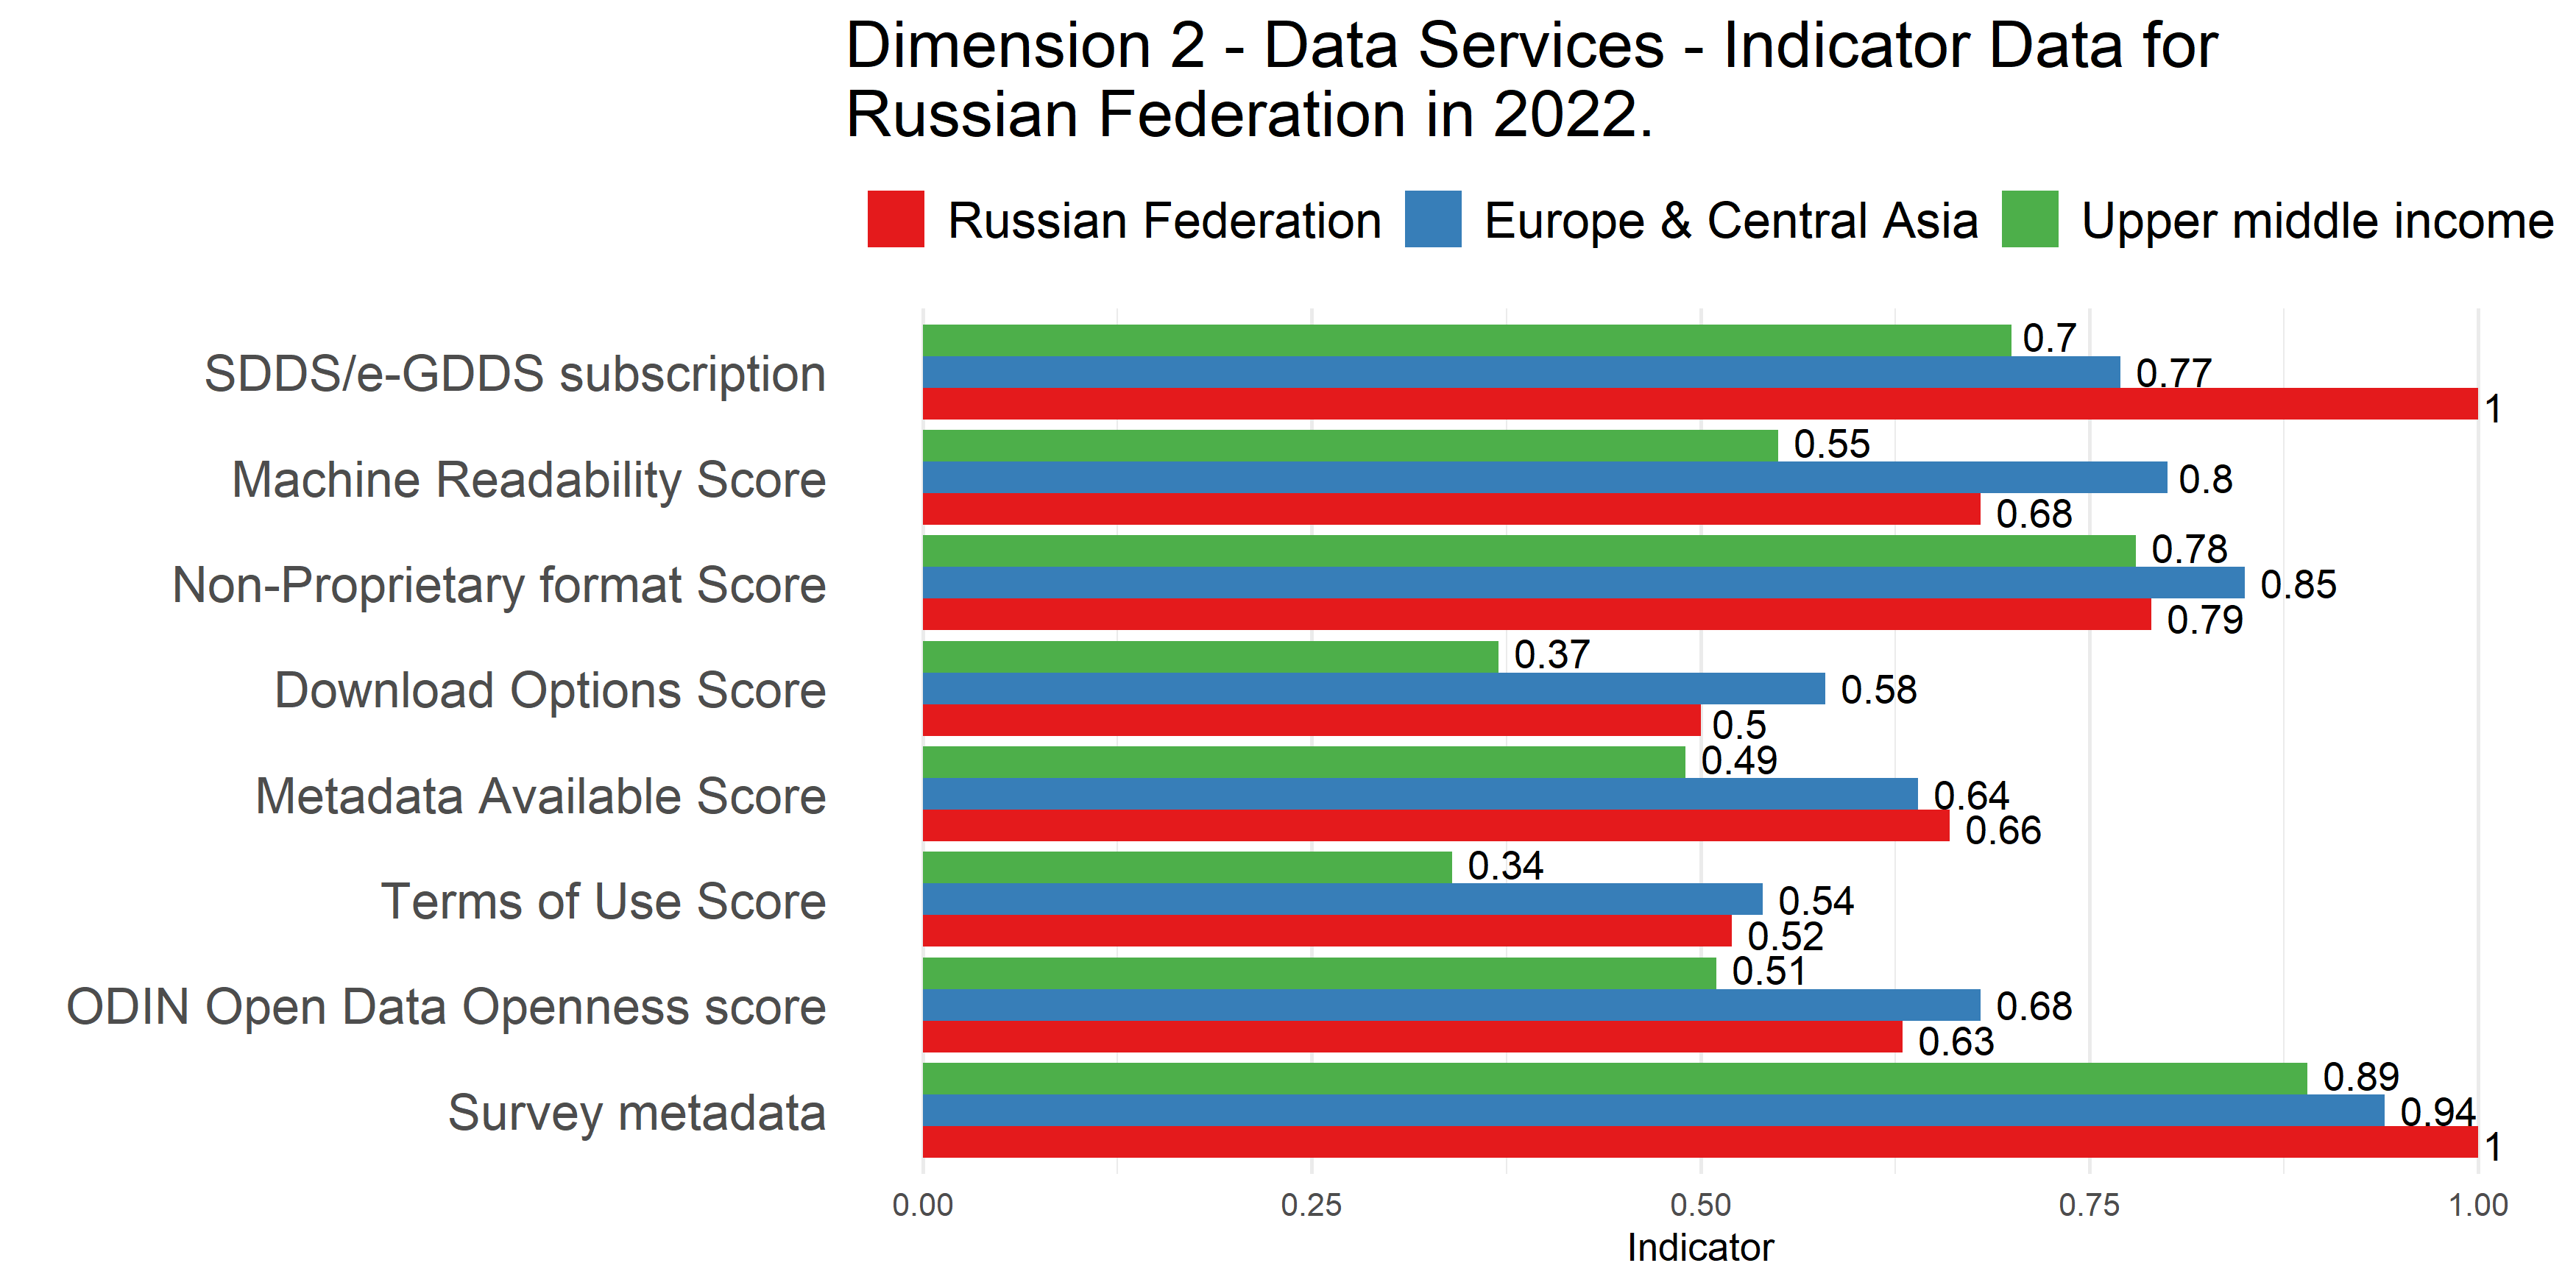 Dimension 2 - Data Services - Indicator Data for
Russian Federation in 2022.
Russian Federation
Europe & Central Asia
Upper middle income
SDDS/e-GDDS subscription
0.7
0.77
1
Machine Readability Score
0.55
0.8
0.68
Non-Proprietary format Score
0.78
0.85
0.79
Download Options Score
0.37
0.58
0.5
Metadata Available Score
0.49
0.64
0.66
Terms of Use Score
0.34
0.54
0.52
ODIN Open Data Openness score
0.51
0.68
0.63
Survey metadata
0.89
0.94
1
0.00
0.25
0.50
0.75
1.00
Indicator